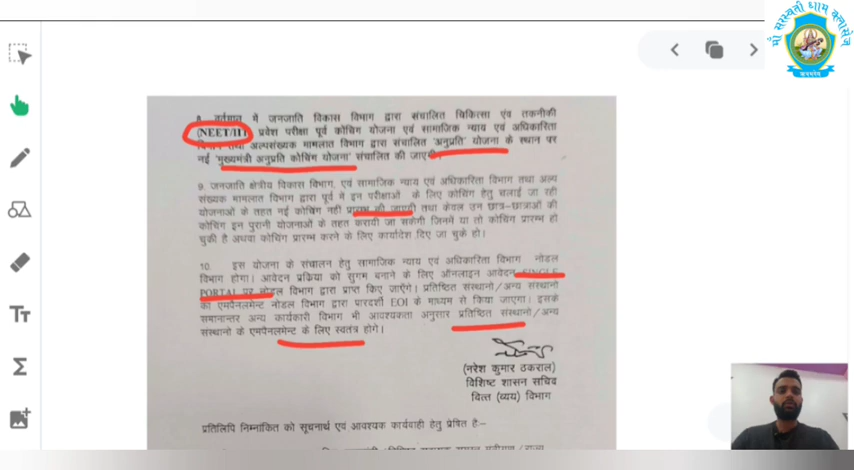 माँ सरस्वती धाम क्लासेज
8. वर्तमान में जनजाति विकास विभाग द्वारा संचालित चिकित्सा एंव तकनीकी
(NEET/IIT) प्रवेश परीक्षा पूर्व कोचिंग योजना एवं सामाजिक न्याय एवं अधिकारिता
विभाग तथा अल्पसंख्यक मामलात विभाग द्वारा संचालित 'अनुप्रति' योजना के स्थान पर
नई 'मुख्यमंत्री अनुप्रति कोचिंग योजना' संचालित की जाएगी
9. जनजाति क्षेत्रीय विकास विभाग, एवं सामाजिक न्याय एवं अधिकारिता विभाग तथा अल्प
संख्यक मामलात विभाग द्वारा पूर्व में इन परीक्षाओं के लिए कोचिंग हेतु चलाई जा रही
योजनाओं के तहत नई कोचिंग नहीं प्रारम्भ की जाएगी तथा केवल उन छात्र-छात्राओं की
कोचिंग इन पुरानी योजनाओं के तहत करायी जा सकेगी जिनमें या तो कोचिंग प्रारम्भ हो
चुकी है अथवा कोचिंग प्रारम्भ करने के लिए कार्यादेश दिए जा चुके हो।
10. इस योजना के संचालन हेतु सामाजिक न्याय एवं अधिकारिता विभाग नोडल
विभाग होगा। आवेदन प्रक्रिया को सुगम बनाने के लिए ऑनलाइन आवेदन SINGLE
PORTAL पर नोडल विभाग द्वारा प्राप्त किए जाऐंगे। प्रतिष्ठित संस्थानो/अन्य संस्थानो
का एमपैनलमेन्ट नोडल विभाग द्वारा पारदर्शी EOI के माध्यम से किया जाएगा। इसके
समानान्तर अन्य कार्यकारी विभाग भी आवश्यकता अनुसार प्रतिष्ठित संस्थानो/अन्य
संस्थानो के एमपैनलमेन्ट के लिए स्वतंत्र होगे।
(नरेश कुमार ठकराल)
विशिष्ट शासन सचिव
वित्त (व्यय) विभाग
प्रतिलिपि निम्नांकित को सूचनार्थ एवं आवश्यक कार्यवाही हेतु प्रेषित है:-